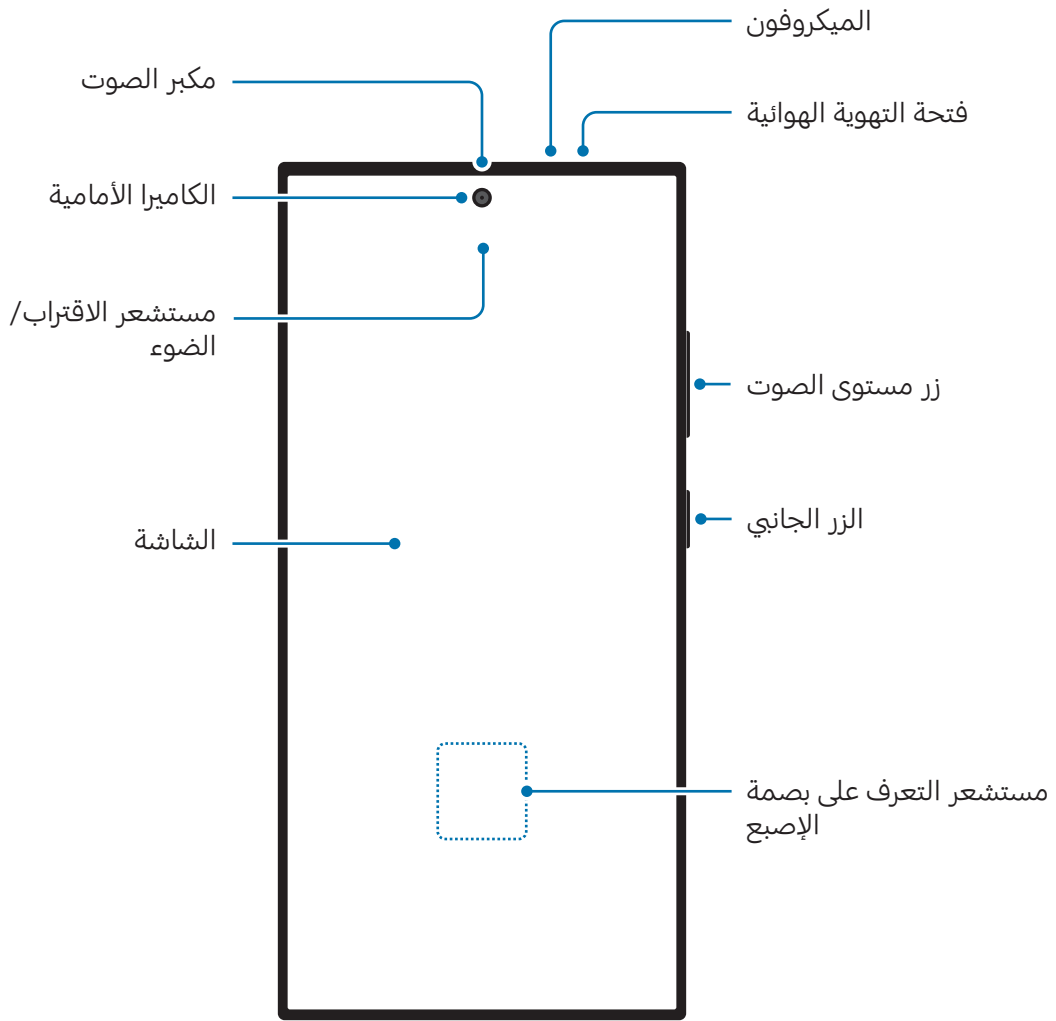 الميكروفون
مكبر الصوت
فتحة التهوية الهوائية
الكاميرا الأمامية
مستشعر الاقتراب/
الضوء
زر مستوى الصوت
الزر الجانبي
الشاشة
مستشعر التعرف على بصمة
الإصبع